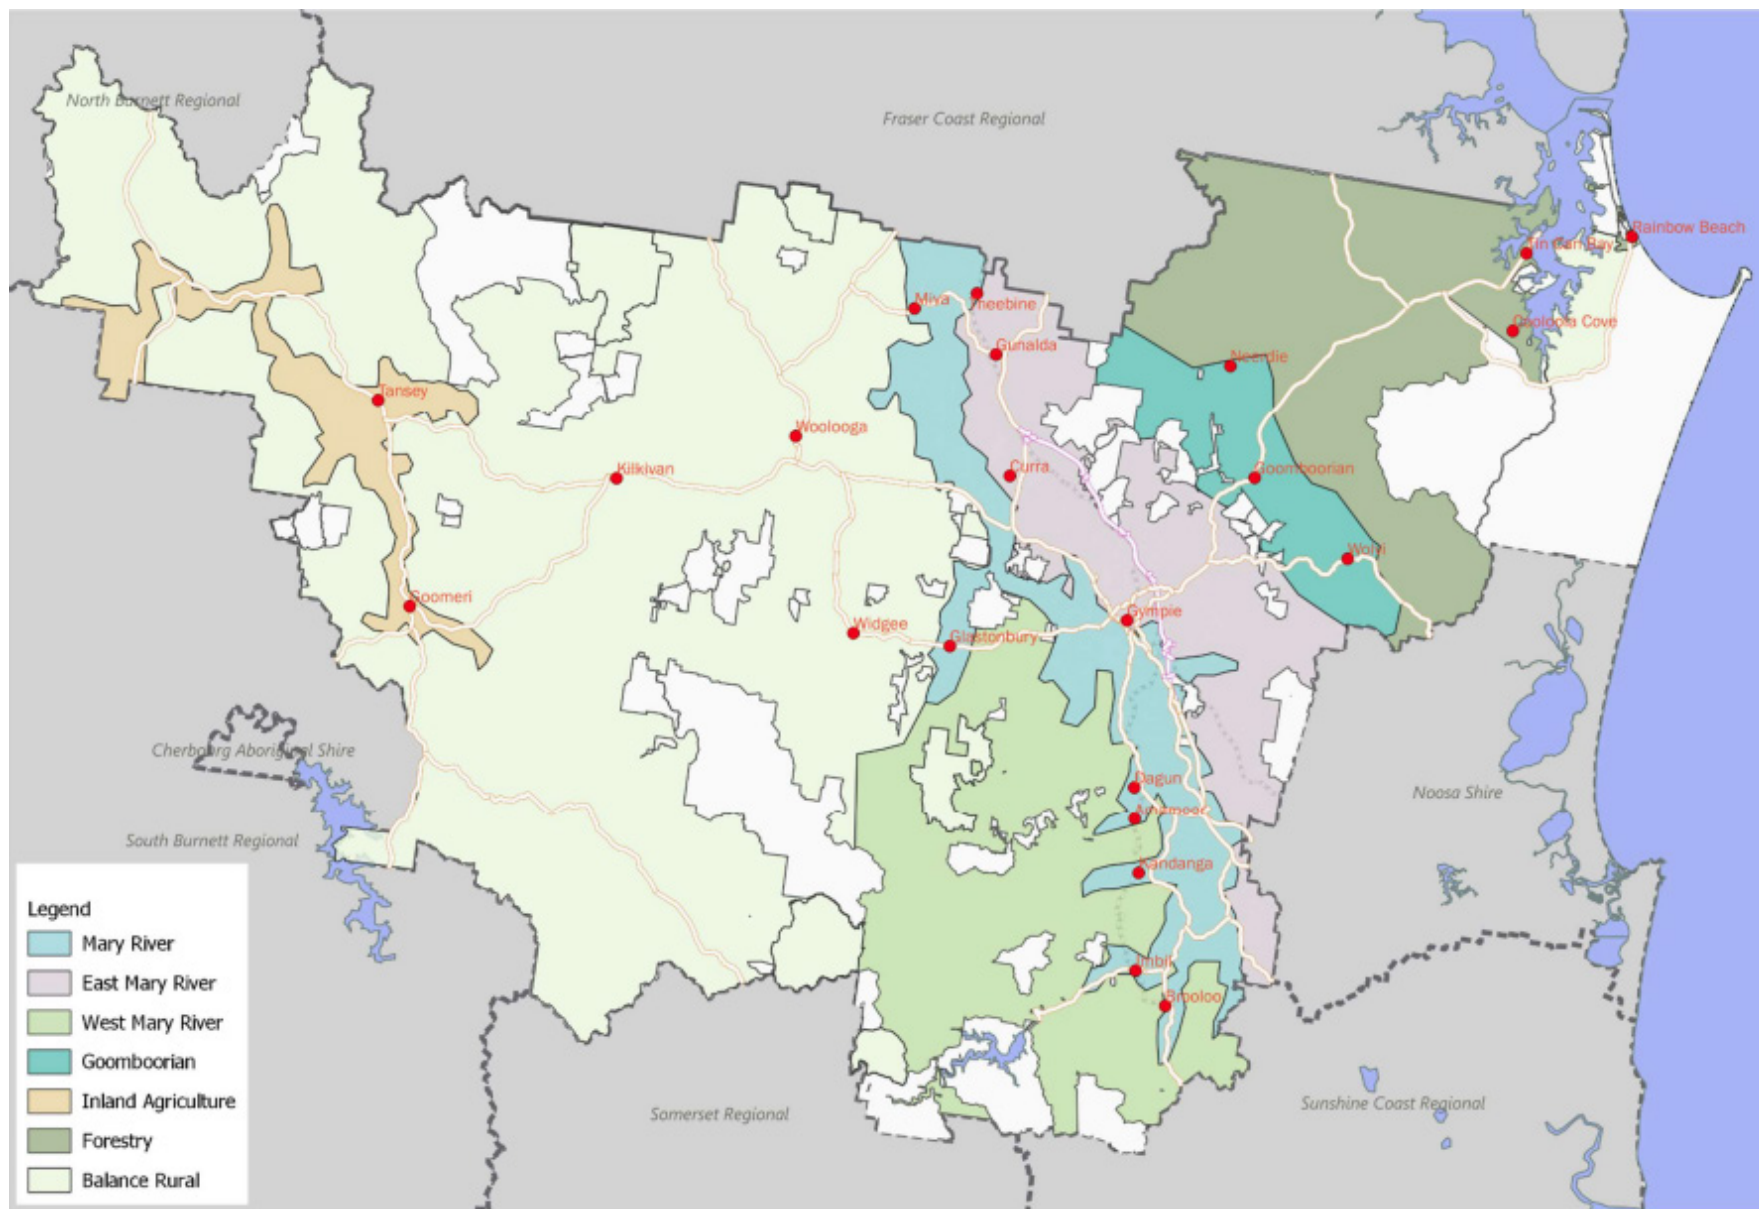 North Burnett Regional
Fraser Coast Regional
Rainbow Beach
Tin Can Bay
Miva
Theebine
Cooloola Cove
Gunalda
Neerdie
Tansey
Woolooga
Kilkivan
Curra
Goomboorian
Wolvi
Goomeri
Gympie
Widgee
Glastonbury
Cherbourg Aboriginal Shire
Dagun
Noosa Shire
Amamoor
South Burnett Regional
Kandanga
Imbil
Brooloo
Somerset Regional
Sunshine Coast Regional
Legend
Mary River
East Mary River
West Mary River
Goomboorian
Inland Agriculture
Forestry
Balance Rural